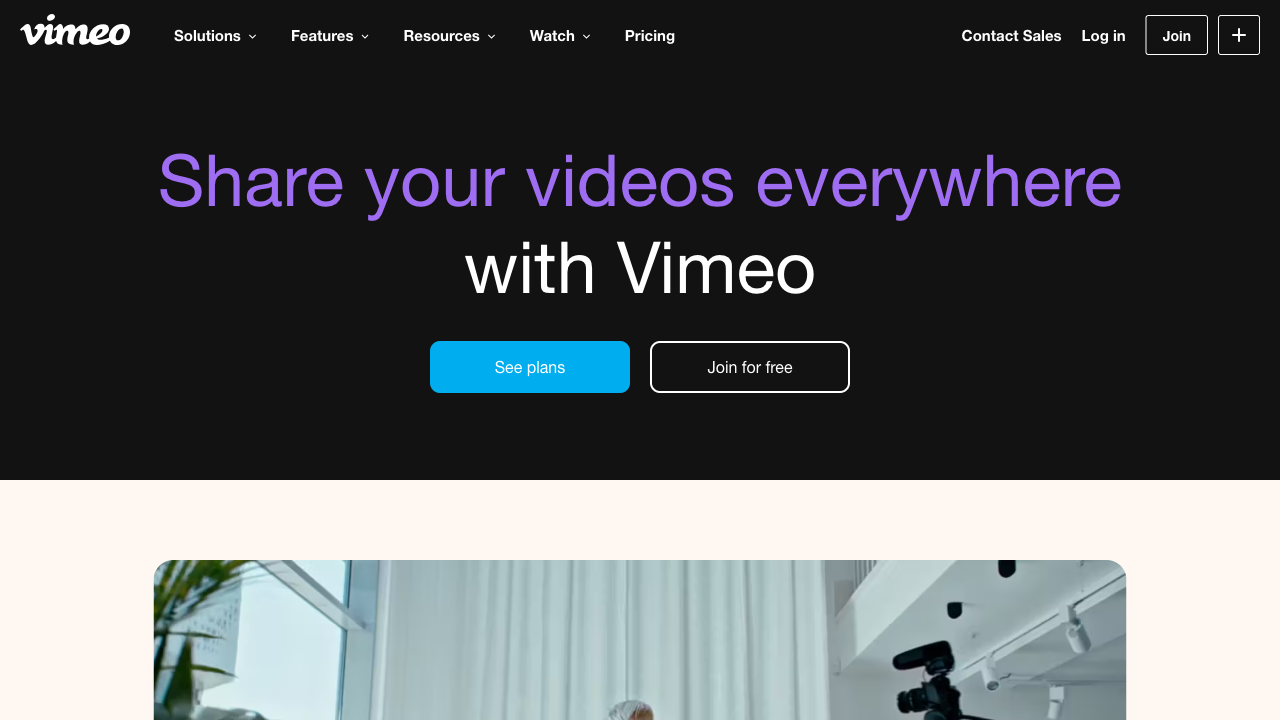 vimeo
Solutions
Features
Resources
Watch
Pricing
Contact Sales
Log in
Join
+
Share your videos everywhere
with Vimeo
See plans
Join for free